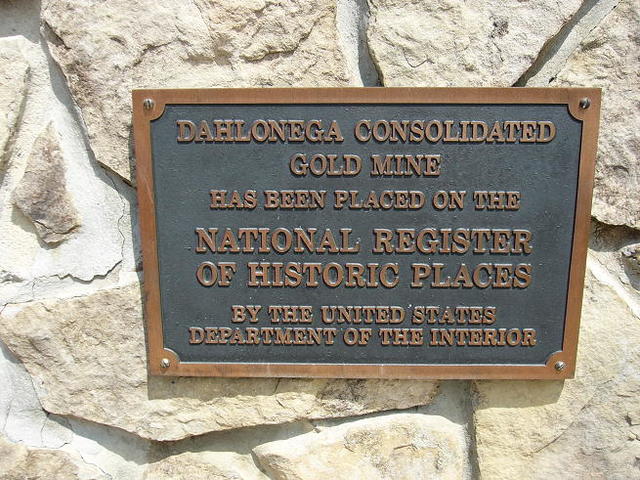 DAHLONEGA CONSOLIDATED
GOLD MINE
HAS BEEN PLACED ON THE
NATIONAL REGISTER
OF HISTORIC PLACES
BY THE UNITED STATES
DEPARTMENT OF THE INTERIOR